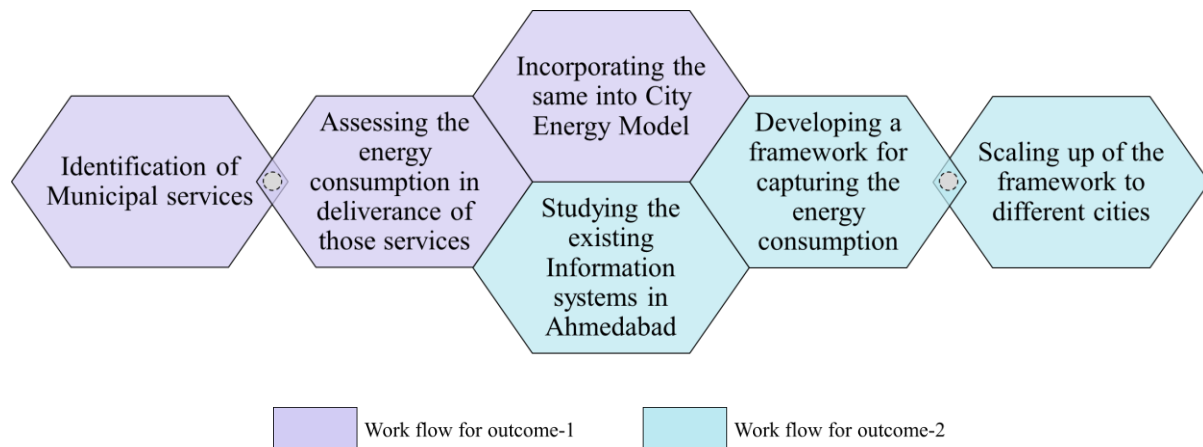 Identification of
Municipal services
Assessing the
energy
consumption in
deliverance of
those services
Incorporating the
same into City
Energy Model
Studying the
existing
Information
systems in
Ahmedabad
Developing a
framework for
capturing the
energy
consumption
Scaling up of the
framework to
different cities
Work flow for outcome-1
Work flow for outcome-2